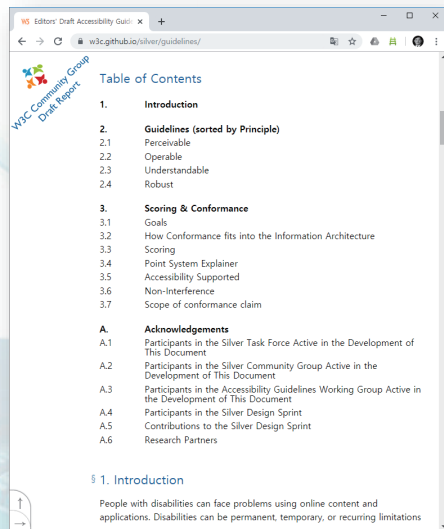 Editors' Draft Accessibility Guide
w3c.github.io/silver/guidelines/
W3C Community Group
Draft Report
Table of Contents
1. Introduction
2. Guidelines (sorted by Principle)
2.1 Perceivable
2.2 Operable
2.3 Understandable
2.4 Robust
3. Scoring & Conformance
3.1 Goals
3.2 How Conformance fits into the Information Architecture
3.3 Scoring
3.4 Point System Explainer
3.5 Accessibility Supported
3.6 Non-Interference
3.7 Scope of conformance claim
A. Acknowledgements
A.1 Participants in the Silver Task Force Active in the Development of
This Document
A.2 Participants in the Silver Community Group Active in the
Development of This Document
A.3 Participants in the Accessibility Guidelines Working Group Active in
the Development of This Document
A.4 Participants in the Silver Design Sprint
A.5 Contributions to the Silver Design Sprint
A.6 Research Partners
§ 1. Introduction
People with disabilities can face problems using online content and
applications. Disabilities can be permanent, temporary, or recurring limitations